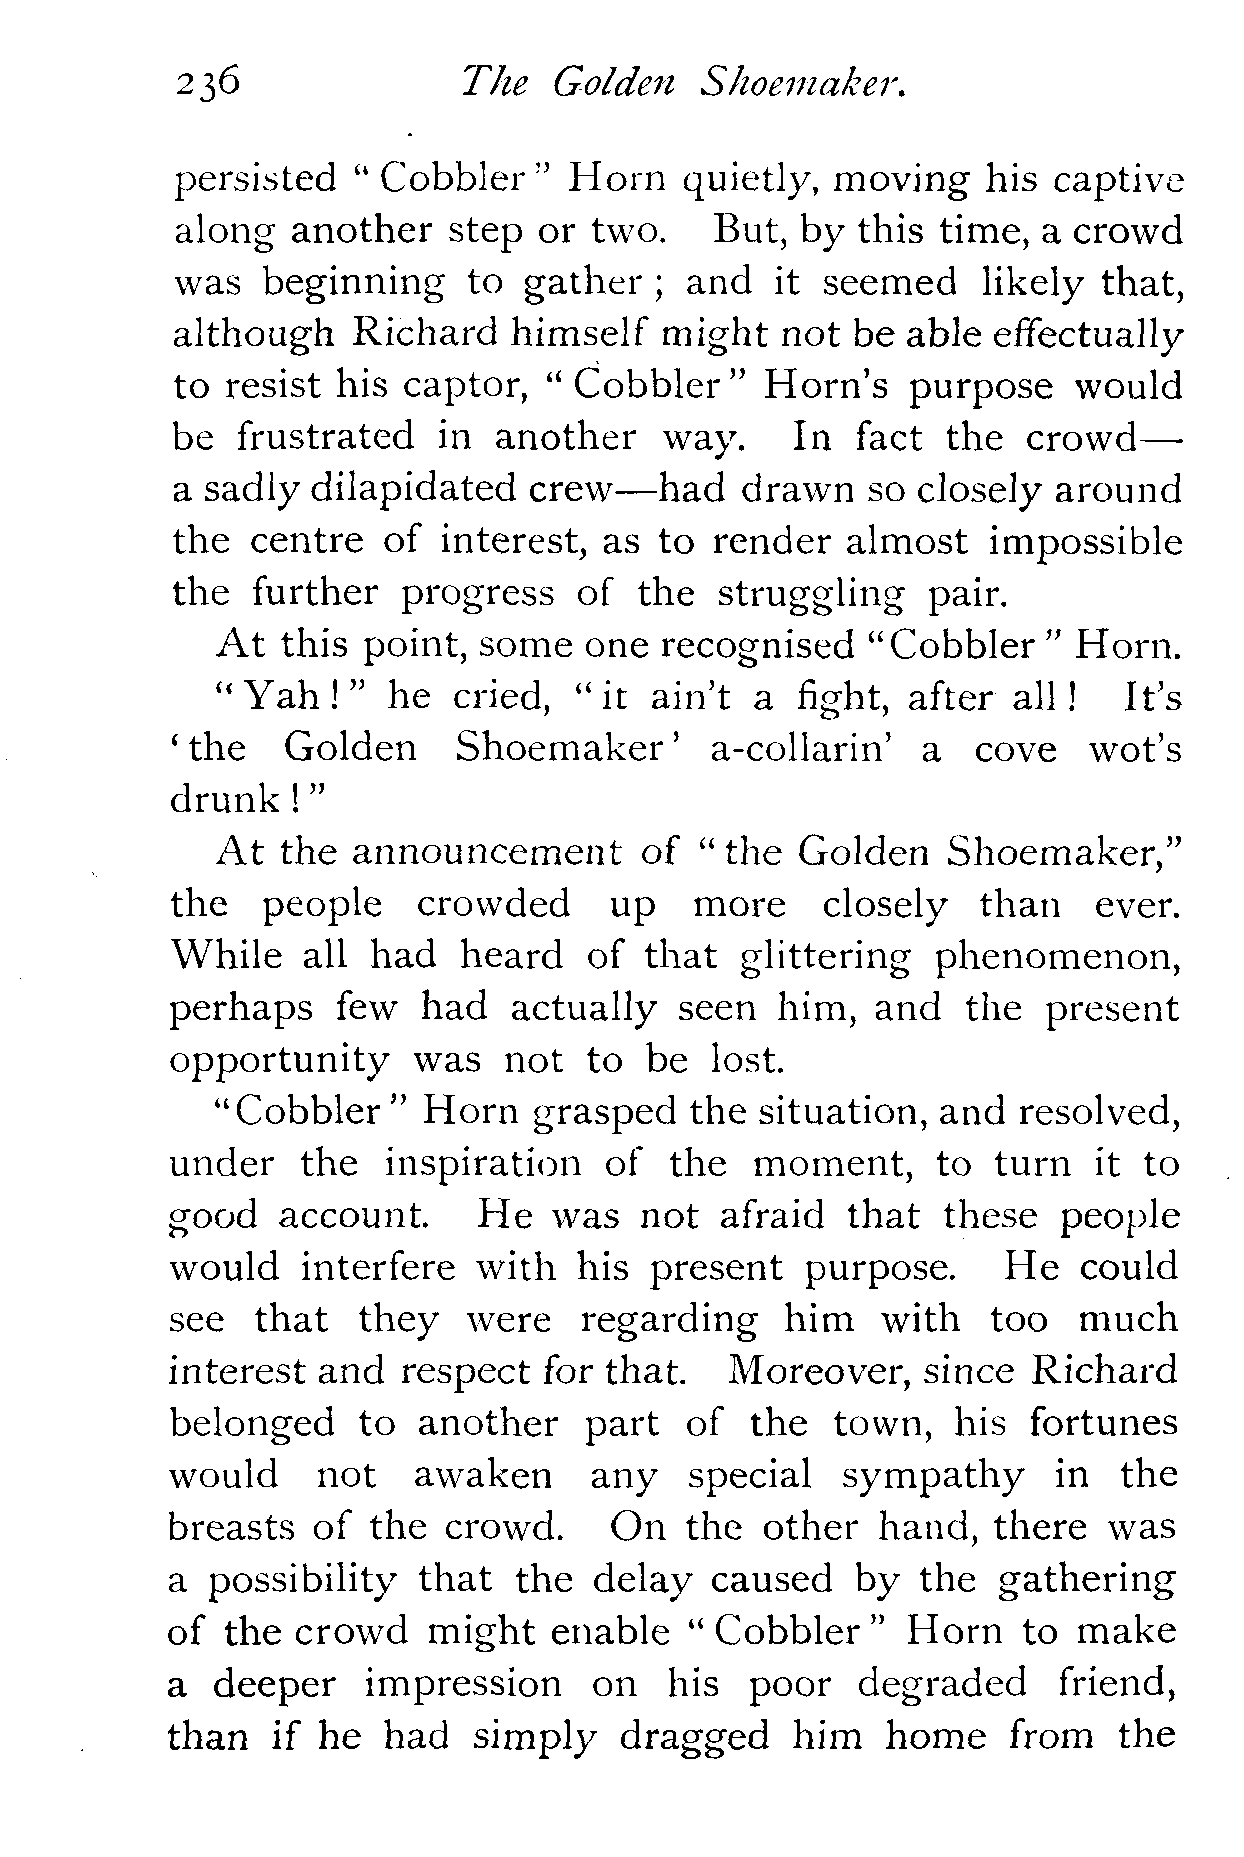 236 The Golden Shoemaker.
persisted “ Cobbler ” Horn quietly, moving his captive
along another step or two. But, by this time, a crowd
was beginning to gather ; and it seemed likely that,
although Richard himself might not be able effectually
to resist his captor, “ Cobbler ” Horn’s purpose would
be frustrated in another way. In fact the crowd—
a sadly dilapidated crew—had drawn so closely around
the centre of interest, as to render almost impossible
the further progress of the struggling pair.
At this point, some one recognised “Cobbler ” Horn.
“ Yah ! ” he cried, “ it ain’t a fight, after all ! It’s
‘ the Golden Shoemaker ’ a-collarin’ a cove wot’s
drunk ! ”
At the announcement of “ the Golden Shoemaker,”
the people crowded up more closely than ever.
While all had heard of that glittering phenomenon,
perhaps few had actually seen him, and the present
opportunity was not to be lost.
“Cobbler ” Horn grasped the situation, and resolved,
under the inspiration of the moment, to turn it to
good account. He was not afraid that these people
would interfere with his present purpose. He could
see that they were regarding him with too much
interest and respect for that. Moreover, since Richard
belonged to another part of the town, his fortunes
would not awaken any special sympathy in the
breasts of the crowd. On the other hand, there was
a possibility that the delay caused by the gathering
of the crowd might enable “ Cobbler ” Horn to make
a deeper impression on his poor degraded friend,
than if he had simply dragged him home from the